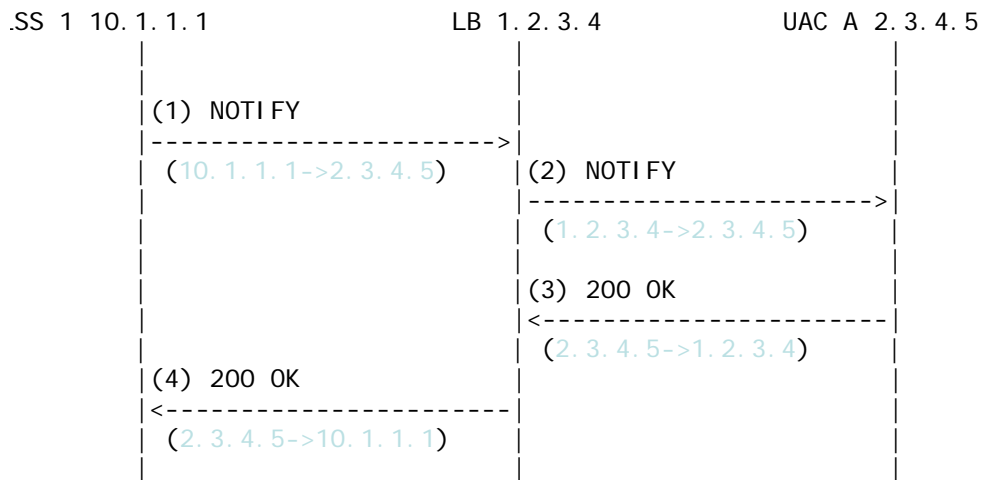 .SS 1 10.1.1.1 LB 1.2.3.4 UAC A 2.3.4.5
(1) NOTIFY
(10.1.1.1->2.3.4.5) (2) NOTIFY
(1.2.3.4->2.3.4.5)
(3) 200 OK
(2.3.4.5->1.2.3.4)
(4) 200 OK
(2.3.4.5->10.1.1.1)